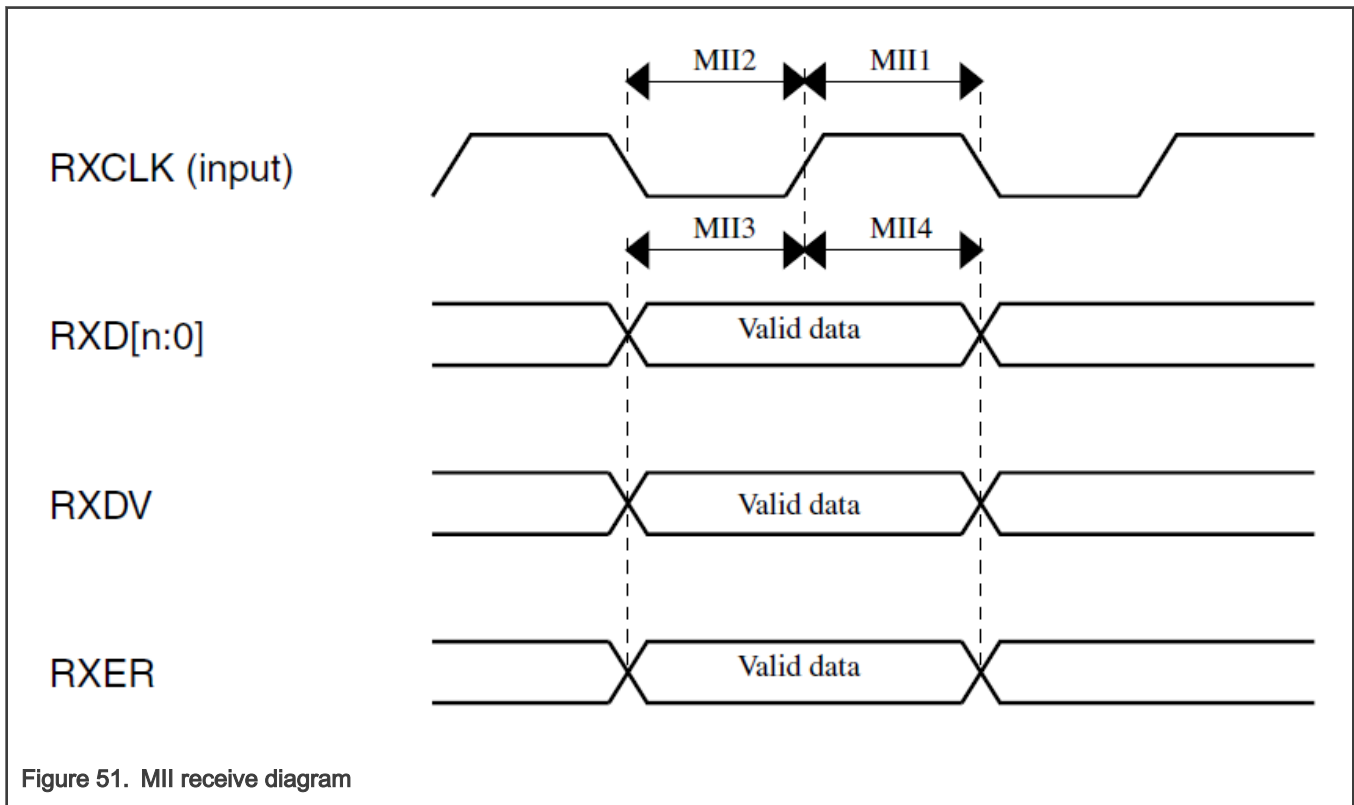 MII2 MII1
RXCLK (input)
MII3 MII4
RXD[n:0] Valid data
RXDV Valid data
RXER Valid data
Figure 51. MII receive diagram